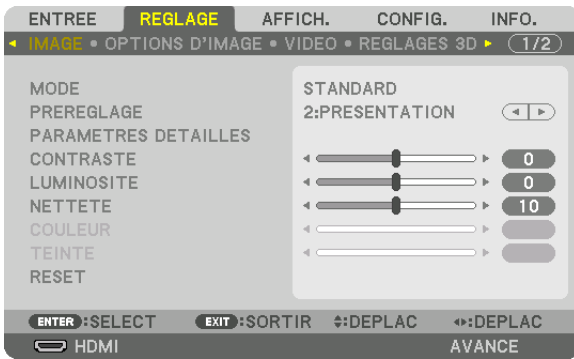 ENTREE REGLAGE AFFICH. CONFIG. INFO.
IMAGE • OPTIONS D'IMAGE • VIDEO • REGLAGES 3D 1/2
MODE STANDARD
PREREGLAGE 2:PRESENTATION
PARAMETRES DETAILLES
CONTRASTE 0
LUMINOSITE 0
NETTETE 10
COULEUR
TEINTE
RESET
ENTER :SELECT EXIT :SORTIR :DEPLAC :DEPLAC
HDMI AVANCE